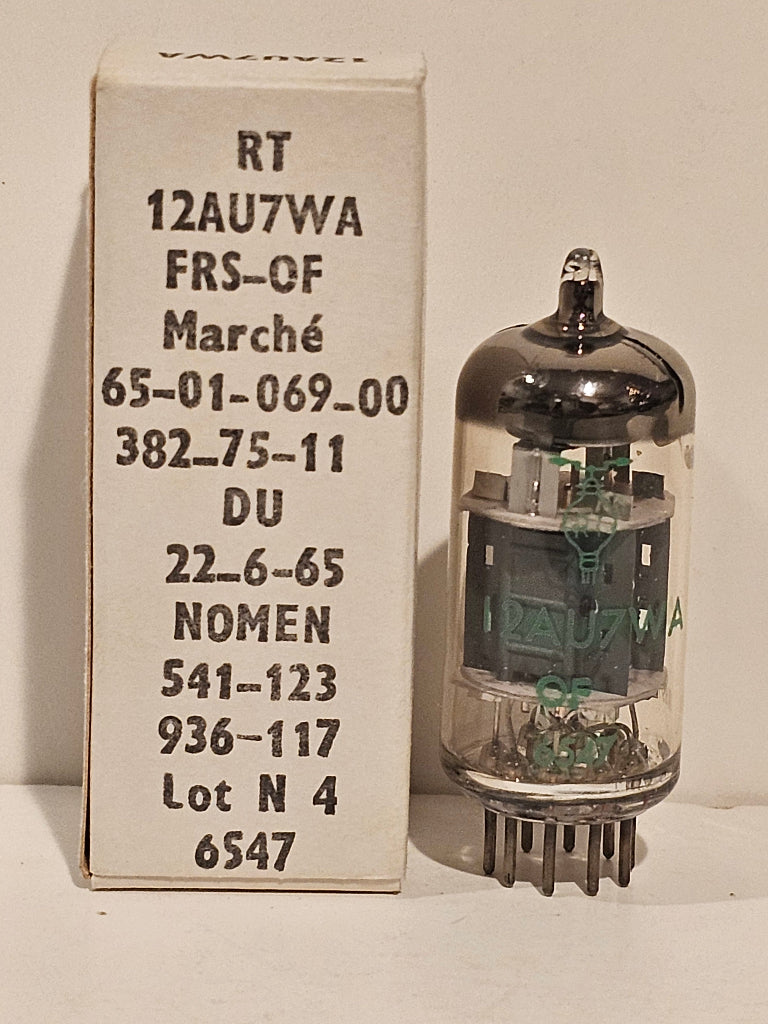 12AU7WA
RT
12AU7WA
FRS-OF
Marché
65-01-069-00
382-75-11
DU
22-6-65
NOMEN
541-123
936-117
Lot N 4
6547
12AU7WA
OF
6547